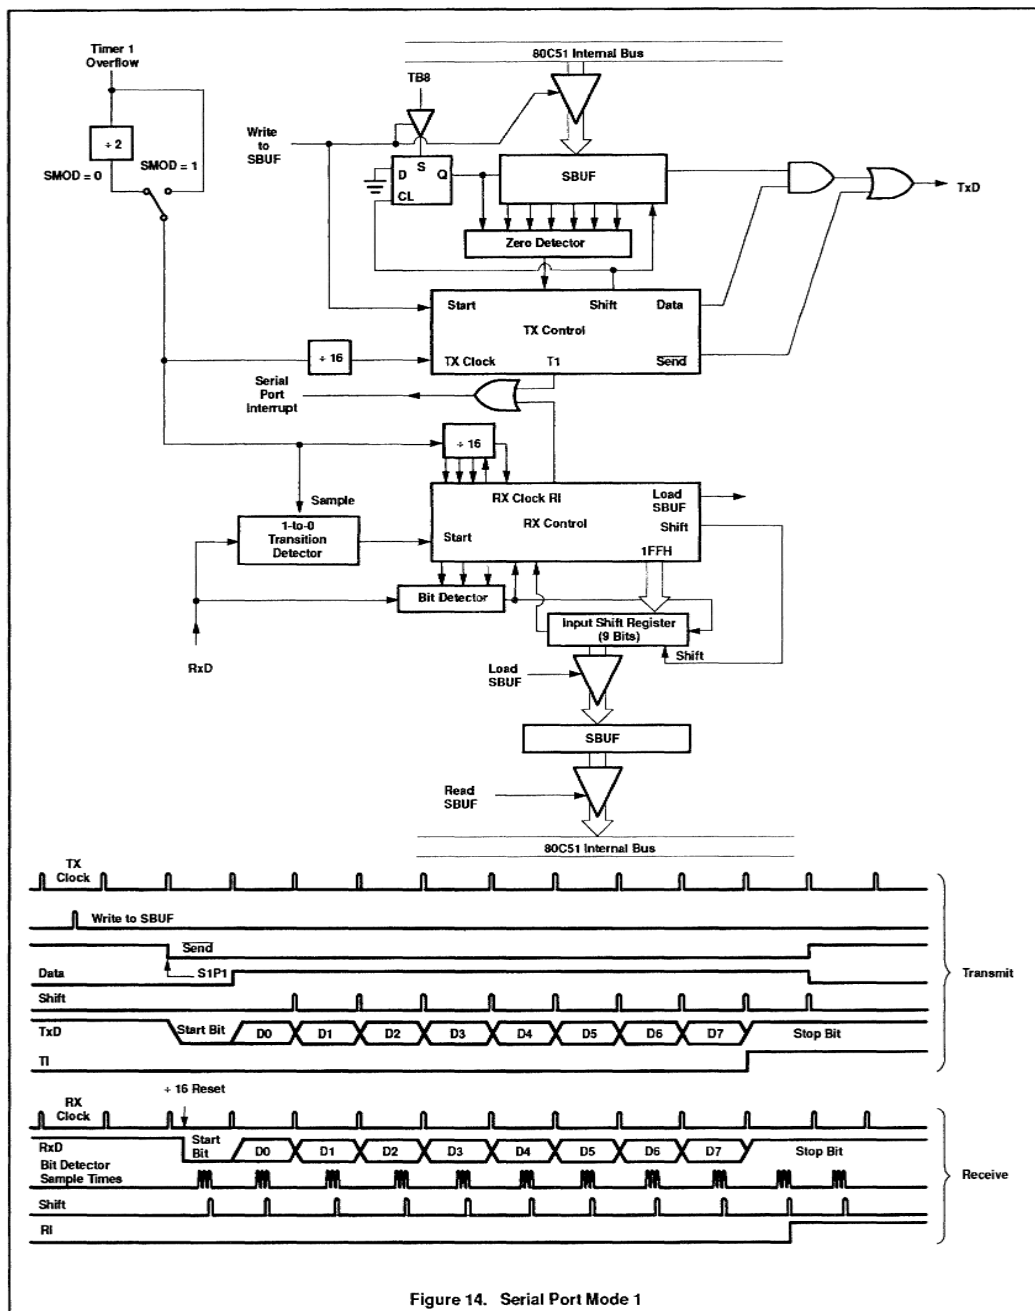 Timer 1
Overflow
80C51 Internal Bus
TB8
÷ 2
SMOD = 1
SMOD = 0
Write
to
SBUF
S
D
Q
CL
SBUF
TxD
Zero Detector
Start
Shift
Data
TX Control
÷ 16
TX Clock
T1
Send
Serial
Port
Interrupt
÷ 16
Sample
RX Clock RI
Load
SBUF
RX Control
Shift
1-to-0
Transition
Detector
Start
1FFH
Bit Detector
Input Shift Register
(9 Bits)
RxD
Shift
Load
SBUF
SBUF
Read
SBUF
80C51 Internal Bus
TX
Clock
Write to SBUF
Send
S1P1
Data
Transmit
Shift
TxD
Start Bit
D0
D1
D2
D3
D4
D5
D6
D7
Stop Bit
TI
÷ 16 Reset
RX
Clock
RxD
Start
Bit
D0
D1
D2
D3
D4
D5
D6
D7
Stop Bit
Bit Detector
Sample Times
Receive
Shift
RI
Figure 14. Serial Port Mode 1